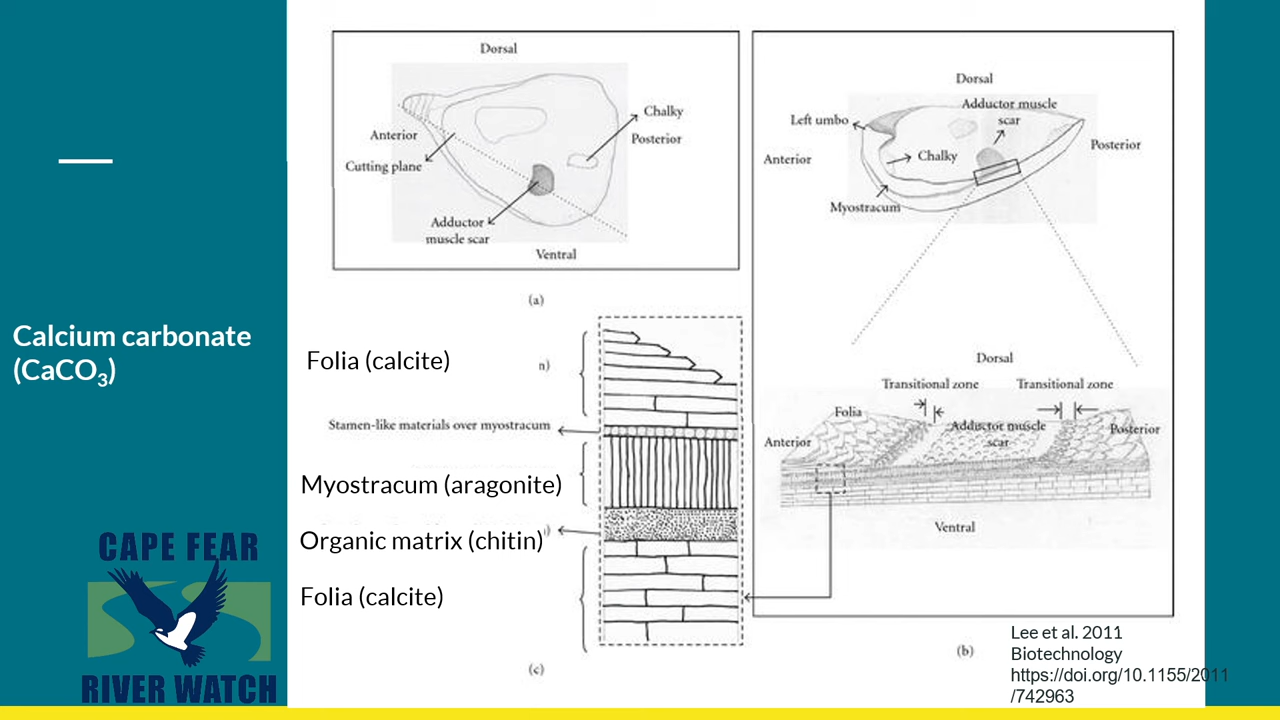 Calcium carbonate
(CaCO3)
CAPE FEAR
RIVER WATCH
Dorsal
Chalky
Anterior
Posterior
Cutting plane
Adductor
muscle scar
Ventral
(a)
Dorsal
Adductor muscle
scar
Left umbo
Posterior
Anterior
Chalky
Myostracum
Dorsal
Transitional zone
Transitional zone
Folia
Adductor muscle
scar
Posterior
Anterior
Ventral
(b)
Folia (calcite)
Stamen-like materials over myostracum
Myostracum (aragonite)
Organic matrix (chitin)
Folia (calcite)
(c)
Lee et al. 2011
Biotechnology
https://doi.org/10.1155/2011
/742963